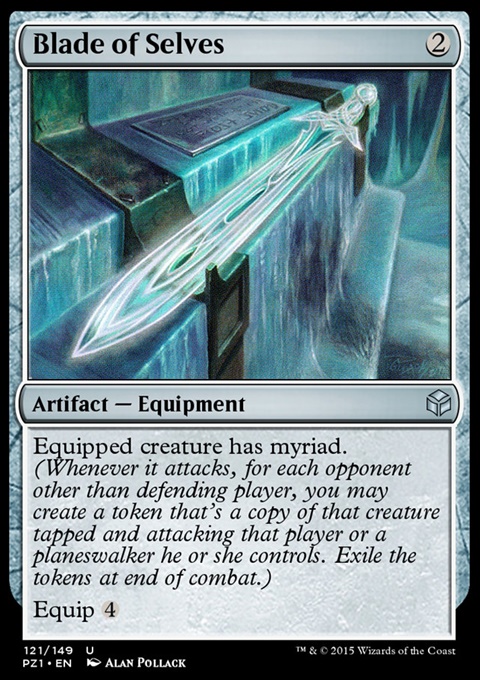 Blade of Selves 2
Artifact — Equipment
Equipped creature has myriad.
(Whenever it attacks, for each opponent
other than defending player, you may
create a token that's a copy of that creature
tapped and attacking that player or a
planeswalker he or she controls. Exile the
tokens at end of combat.)
Equip 4
121/149 U
PZ1 • EN Alan Pollack
™ & © 2015 Wizards of the Coast